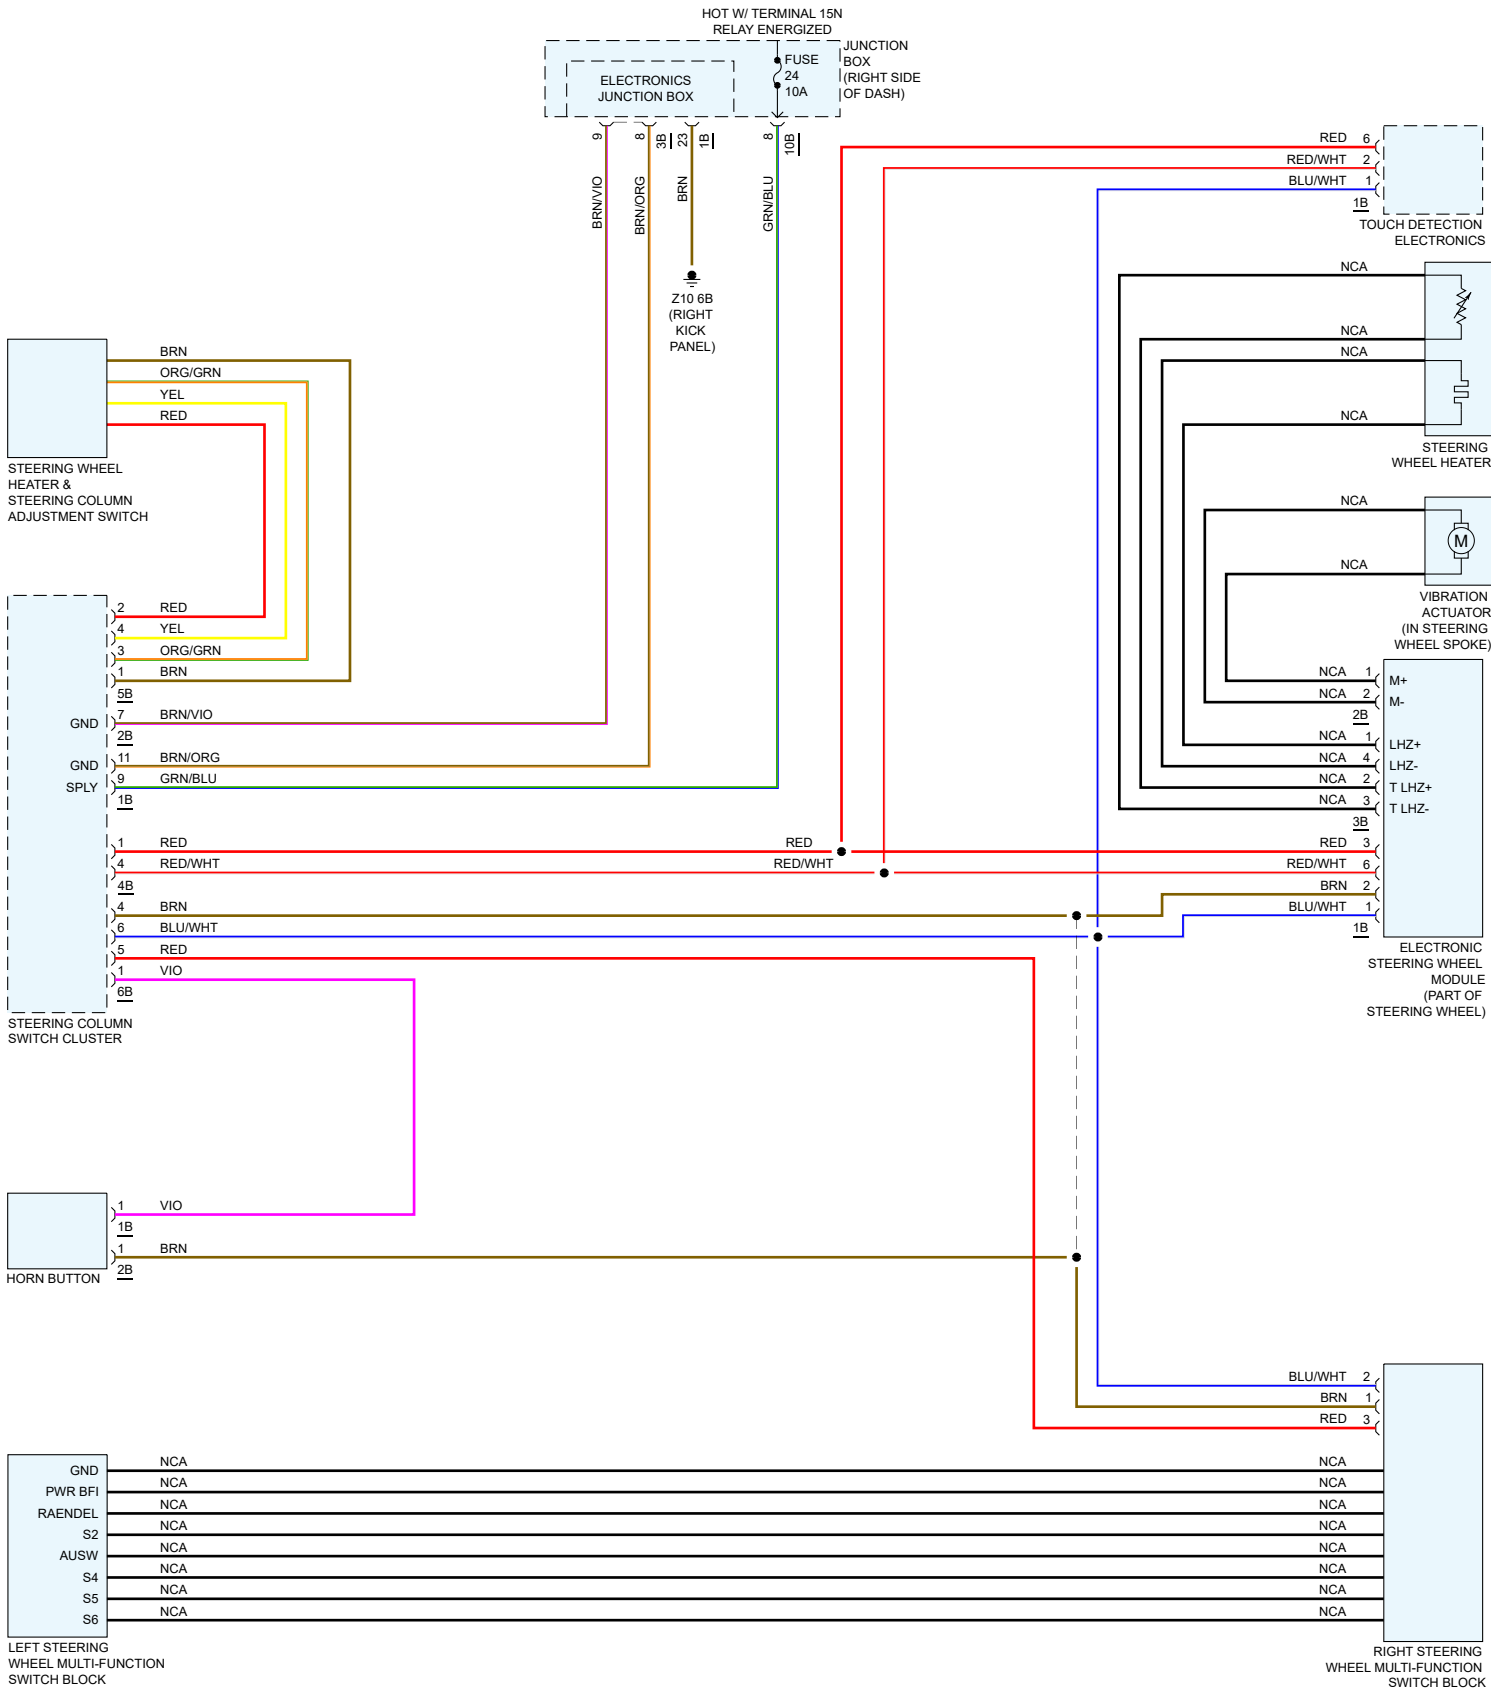 HOT W/ TERMINAL 15N
RELAY ENERGIZED
JUNCTION
BOX
(RIGHT SIDE
OF DASH)
FUSE
24
10A
ELECTRONICS
JUNCTION BOX
9
8
3B
23
1B
8
10B
BRN/VIO
BRN/ORG
BRN
GRN/BLU
Z10 6B
(RIGHT
KICK
PANEL)
RED 6
RED/WHT 2
BLU/WHT 1
1B
TOUCH DETECTION
ELECTRONICS
NCA
NCA
NCA
NCA
STEERING
WHEEL HEATER
BRN
ORG/GRN
YEL
RED
STEERING WHEEL
HEATER &
STEERING COLUMN
ADJUSTMENT SWITCH
NCA
M
NCA
VIBRATION
ACTUATOR
(IN STEERING
WHEEL SPOKE)
2 RED
4 YEL
3 ORG/GRN
1 BRN
5B
GND 7 BRN/VIO
2B
GND 11 BRN/ORG
SPLY 9 GRN/BLU
1B
1 RED
4 RED/WHT
4B
4 BRN
6 BLU/WHT
5 RED
1 VIO
6B
STEERING COLUMN
SWITCH CLUSTER
RED
RED/WHT
NCA 1 M+
NCA 2 M-
2B
NCA 1 LHZ+
NCA 4 LHZ-
NCA 2 T LHZ+
NCA 3 T LHZ-
3B
RED 3
RED/WHT 6
BRN 2
BLU/WHT 1
1B
ELECTRONIC
STEERING WHEEL
MODULE
(PART OF
STEERING WHEEL)
1 VIO
1B
1 BRN
2B
HORN BUTTON
BLU/WHT 2
BRN 1
RED 3
GND NCA NCA
PWR BFI NCA NCA
RAENDEL NCA NCA
S2 NCA NCA
AUSW NCA NCA
S4 NCA NCA
S5 NCA NCA
S6 NCA NCA
LEFT STEERING
WHEEL MULTI-FUNCTION
SWITCH BLOCK
RIGHT STEERING
WHEEL MULTI-FUNCTION
SWITCH BLOCK